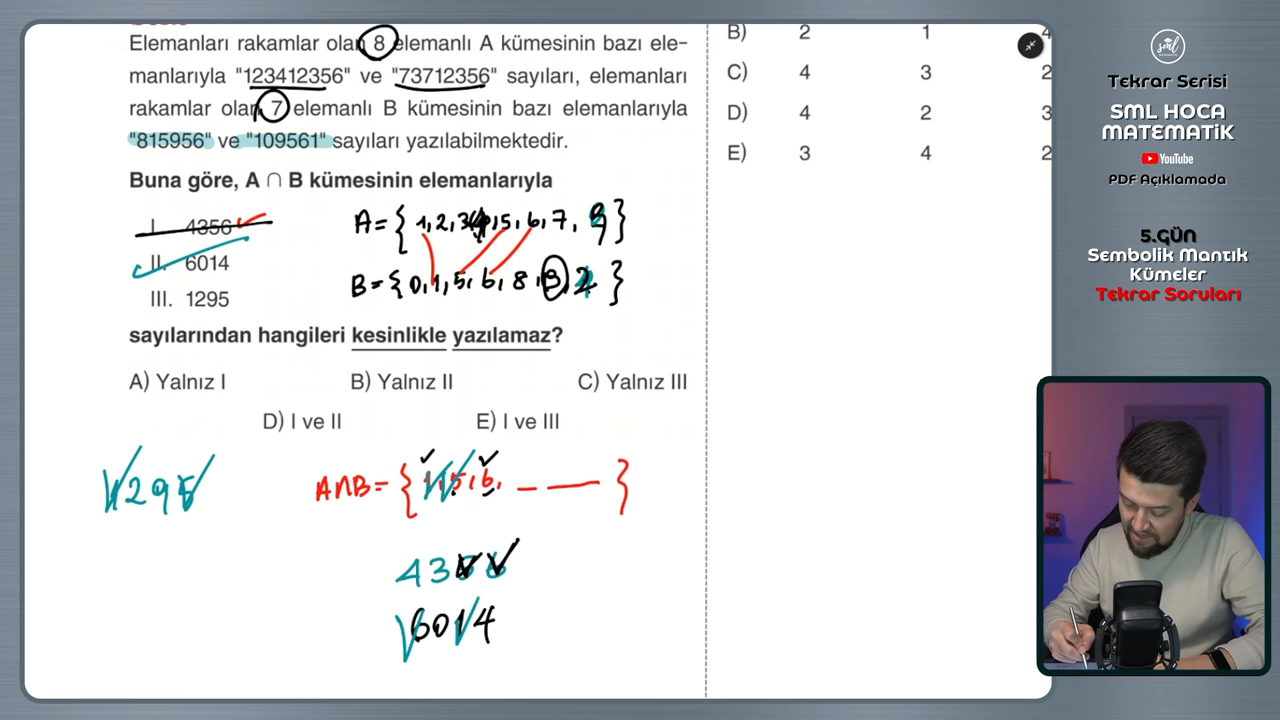 Elemanları rakamlar olan 8 elemanlı A kümesinin bazı ele-
manlarıyla "123412356" ve "73712356" sayıları, elemanları
rakamlar olan 7 elemanlı B kümesinin bazı elemanlarıyla
"815956" ve "109561" sayıları yazılabilmektedir.
Buna göre, A ∩ B kümesinin elemanlarıyla
I. 4356
II. 6014
III. 1295
A={ 1,2,3,4,5,6,7, 9 }
B={ 0,1,5,6,8,9, }
sayılarından hangileri kesinlikle yazılamaz?
A) Yalnız I
B) Yalnız II
C) Yalnız III
D) I ve II
E) I ve III
1295
A∩B= { 1,5,6, _ __ }
4356
6014
B) 2 1 4
C) 4 3 2
D) 4 2 3
E) 3 4 2
sml
Tekrar Serisi
SML HOCA
MATEMATİK
YouTube
PDF Açıklamada
5.GÜN
Sembolik Mantık
Kümeler
Tekrar Soruları